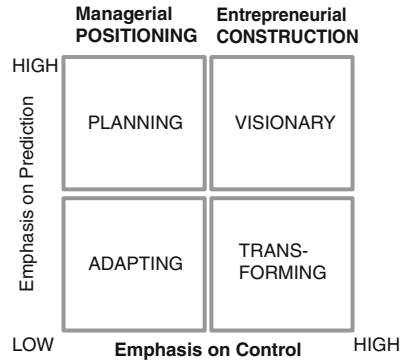 Managerial
POSITIONING
Entrepreneurial
CONSTRUCTION
HIGH
Emphasis on Prediction
PLANNING
VISIONARY
ADAPTING
TRANS-
FORMING
LOW
Emphasis on Control
HIGH